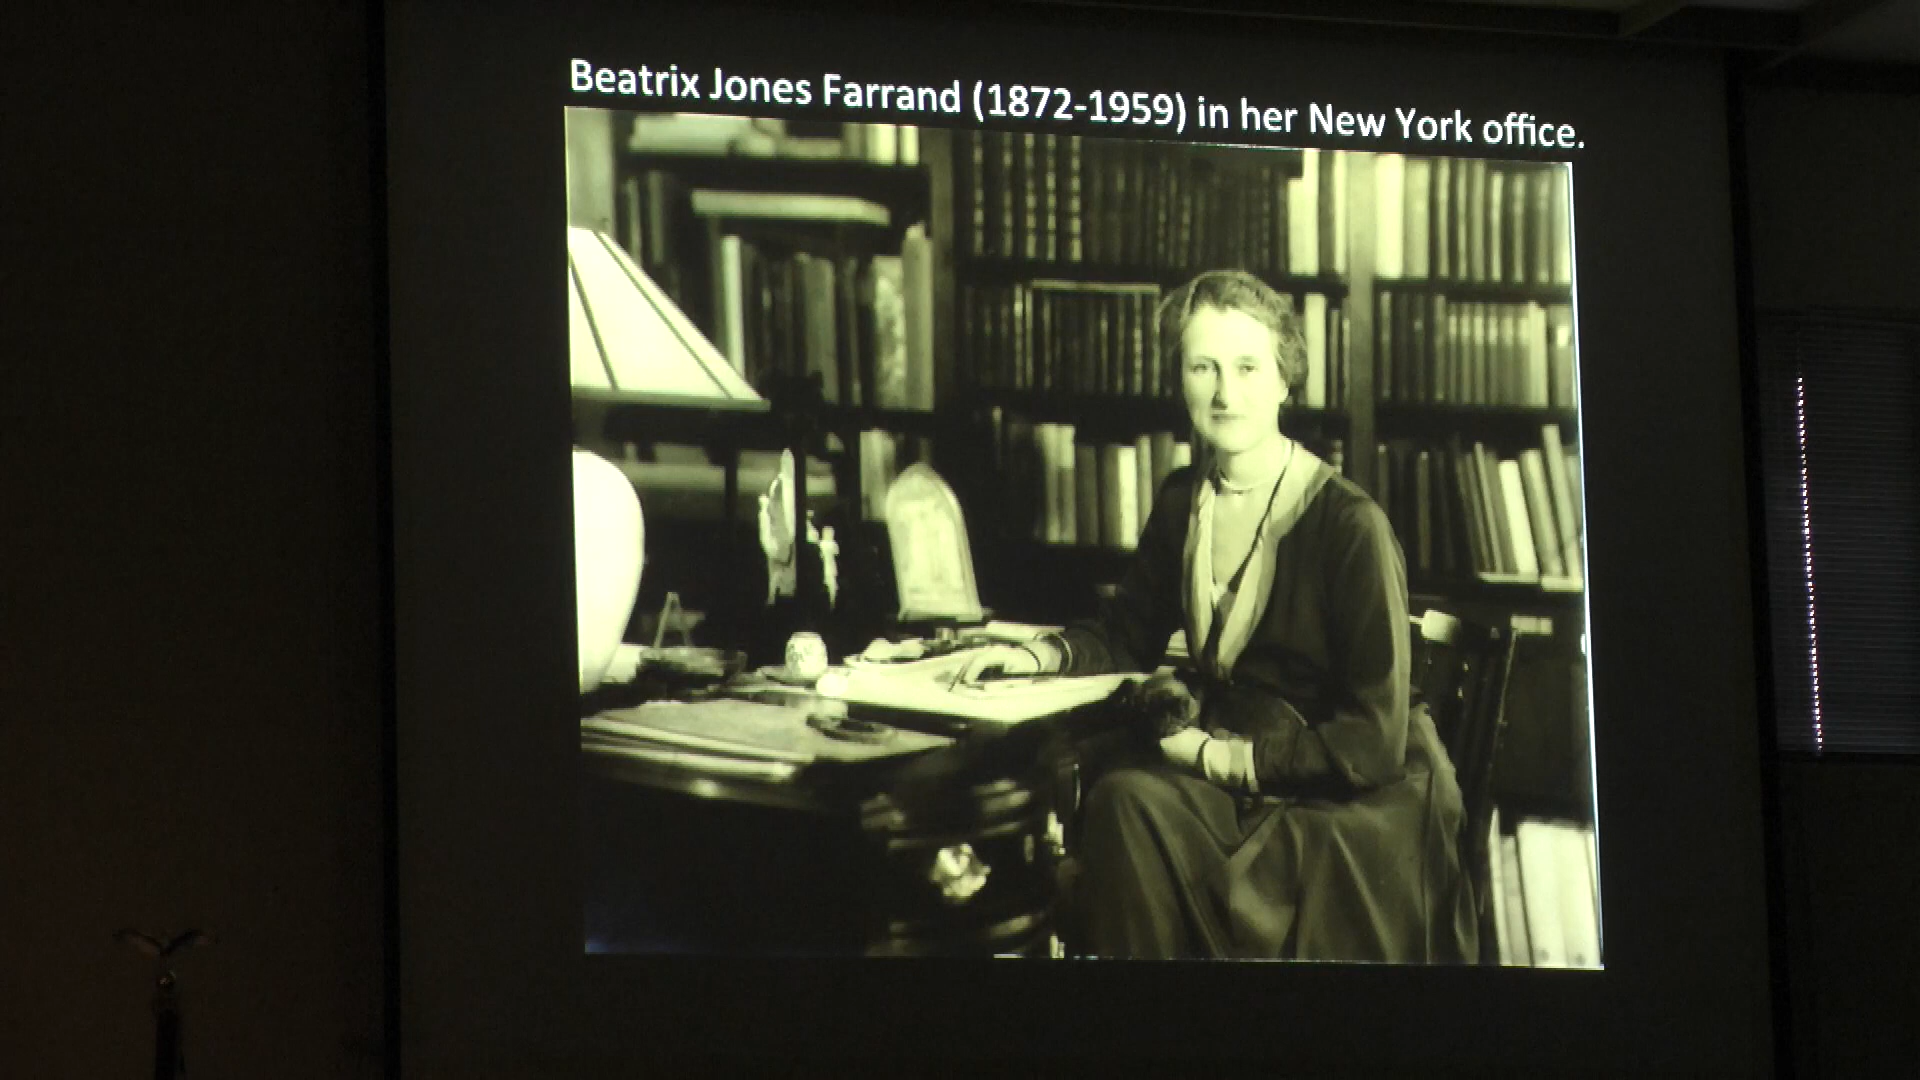 Beatrix Jones Farrand (1872-1959) in her New York office.